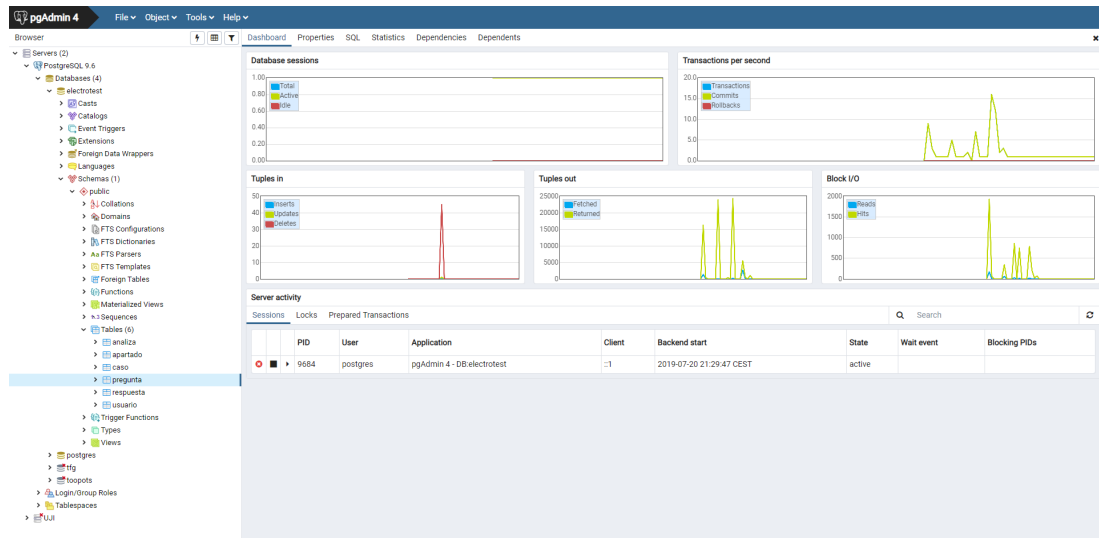 pgAdmin 4 File Object Tools Help
Browser
Dashboard Properties SQL Statistics Dependencies Dependents
Servers (2)
PostgreSQL 9.6
Databases (4)
electrotest
Casts
Catalogs
Event Triggers
Extensions
Foreign Data Wrappers
Languages
Schemas (1)
public
Collations
Domains
FTS Configurations
FTS Dictionaries
Aa FTS Parsers
FTS Templates
Foreign Tables
Functions
Materialized Views
1..3 Sequences
Tables (6)
analiza
apartado
caso
pregunta
respuesta
usuario
Trigger Functions
Types
Views
postgres
tfg
toopots
Login/Group Roles
Tablespaces
UJI
Database sessions
1.00
0.80
0.60
0.40
0.20
0.00
Total
Active
Idle
Transactions per second
20.0
15.0
10.0
5.0
0.0
Transactions
Commits
Rollbacks
Tuples in
50
40
30
20
10
0
Inserts
Updates
Deletes
Tuples out
25000
20000
15000
10000
5000
0
Fetched
Returned
Block I/O
2000
1500
1000
500
0
Reads
Hits
Server activity
Sessions Locks Prepared Transactions
Search
PID User Application Client Backend start State Wait event Blocking PIDs
9684 postgres pgAdmin 4 - DB:electrotest ::1 2019-07-20 21:29:47 CEST active